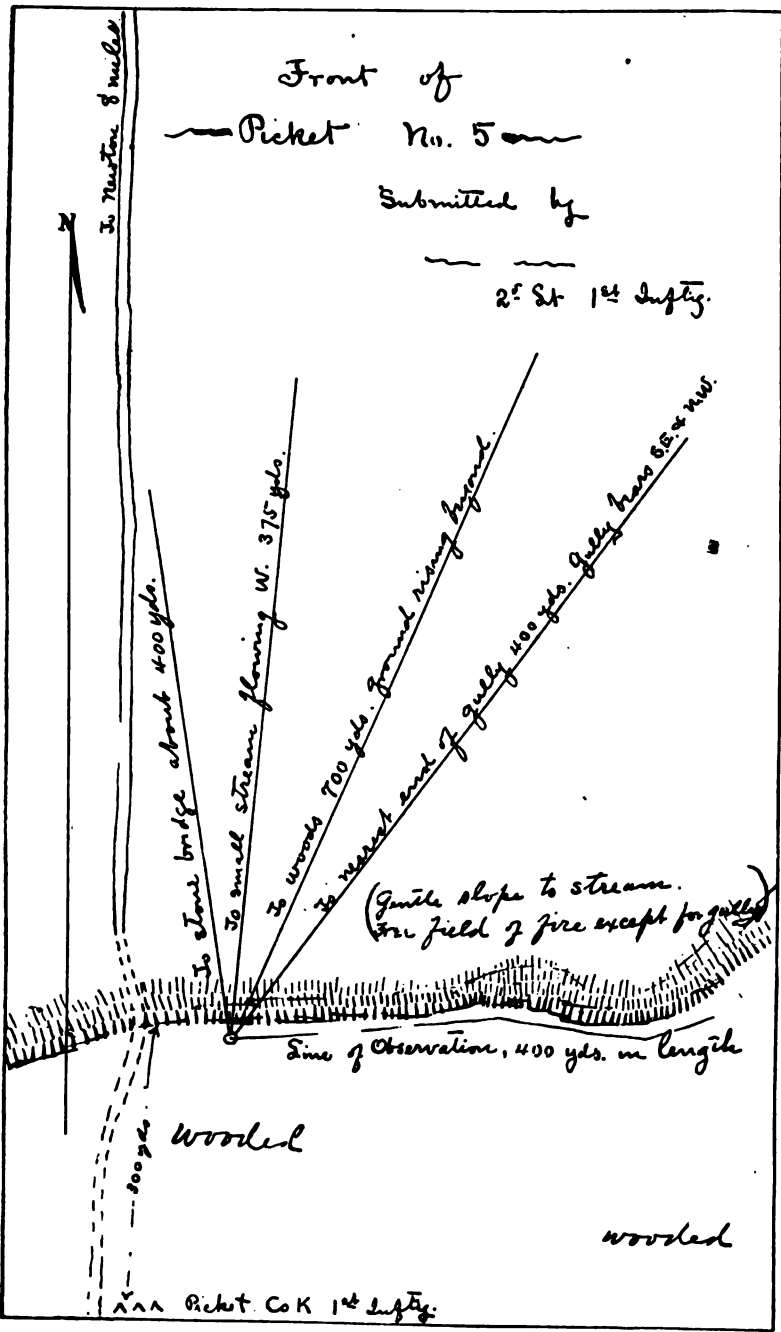 Front of
Picket No. 5
Submitted by
2d Lt 1st Inftry.
To Newton 8 miles
N
To stone bridge about 400 yds.
To small stream flowing W. 375 yds.
To woods 700 yds. Ground rising beyond.
To nearest end of gully 400 yds. Gully bears S.E. & N.W.
(Gentle slope to stream.
field of fire except for gully)
Line of Observation, 400 yds. in length
wooded
800 yds.
wooded
Picket Co K 1st Inftry.